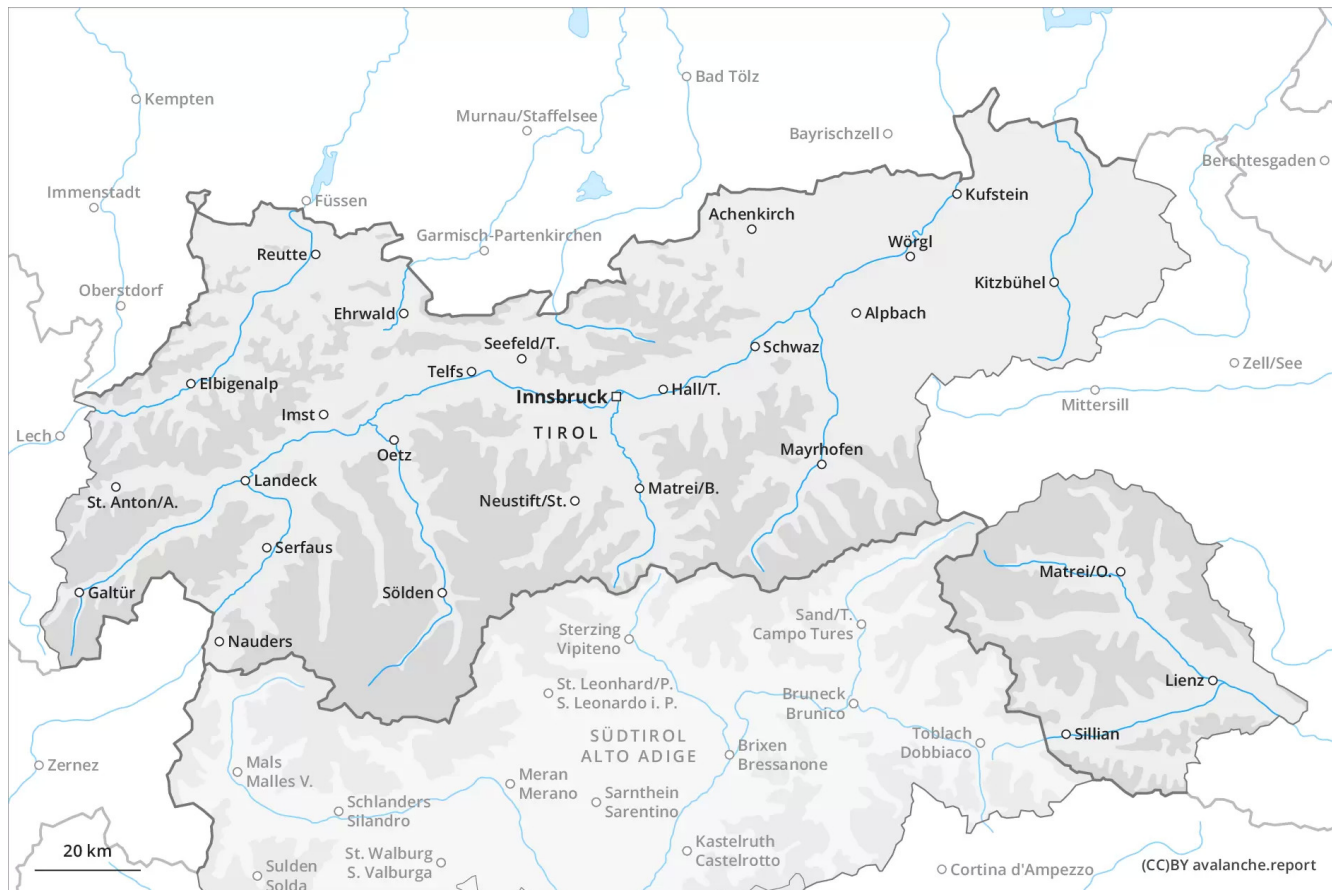 Kempten
Bad Tölz
Murnau/Staffelsee
Bayrischzell
Berchtesgaden
Immenstadt
Füssen
Kufstein
Achenkirch
Garmisch-Partenkirchen
Wörgl
Reutte
Oberstdorf
Kitzbühel
Ehrwald
Alpbach
Seefeld/T.
Schwaz
Zell/See
Telfs
Elbigenalp
Innsbruck
Hall/T.
Mittersill
Imst
TIROL
Lech
Oetz
Mayrhofen
Landeck
St. Anton/A.
Neustift/St.
Matrei/B.
Serfaus
Matrei/O.
Galtür
Sölden
Sand/T.
Campo Tures
Sterzing
Vipiteno
Nauders
Lienz
St. Leonhard/P.
S. Leonardo i. P.
Bruneck
Brunico
SÜDTIROL
ALTO ADIGE
Toblach
Dobbiaco
Sillian
Brixen
Bressanone
Zernez
Mals
Malles V.
Meran
Merano
Sarnthein
Sarentino
Schlanders
Silandro
Kastelruth
Castelrotto
20 km
St. Walburg
S. Valburga
Sulden
Solda
Cortina d'Ampezzo
(CC)BY avalanche.report